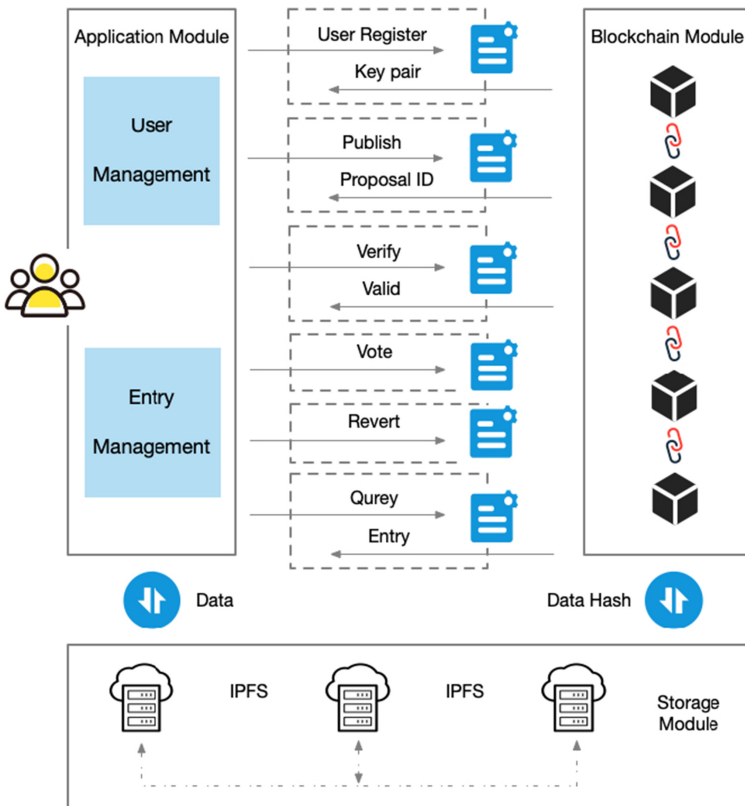 Application Module
User
Management
Entry
Management
User Register
Key pair
Publish
Proposal ID
Verify
Valid
Vote
Revert
Qurey
Entry
Blockchain Module
Data
Data Hash
IPFS
IPFS
Storage
Module